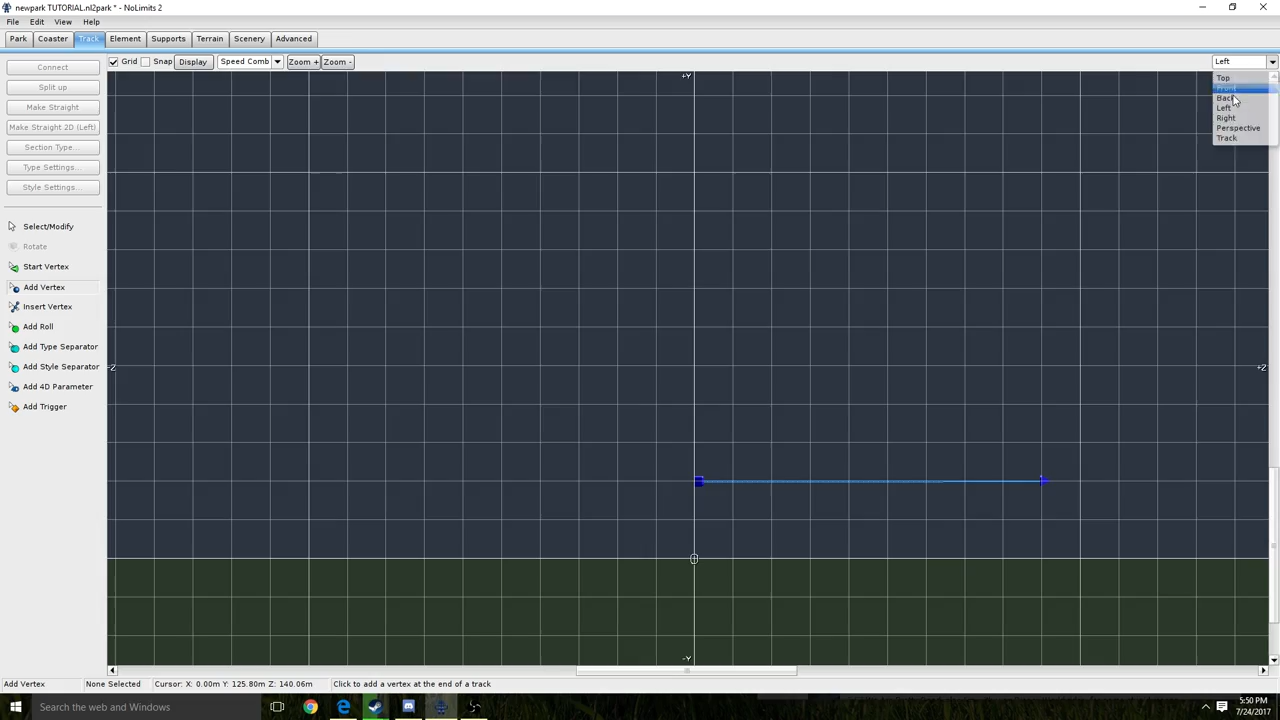 newpark TUTORIAL.nl2park * - NoLimits 2
File Edit View Help
Park Coaster Track Element Supports Terrain Scenery Advanced
Grid Snap Display Speed Comb Zoom + Zoom - Left
Connect
Split up
Make Straight
Make Straight 2D (Left)
Section Type...
Type Settings...
Style Settings...
Select/Modify
Rotate
Start Vertex
Add Vertex
Insert Vertex
Add Roll
Add Type Separator
Add Style Separator
Add 4D Parameter
Add Trigger
Top
Front
Back
Left
Right
Perspective
Track
+Y
-Z
+Z
0
-Y
Add Vertex None Selected Cursor: X: 0.00m Y: 125.80m Z: 140.06m Click to add a vertex at the end of a track
Search the web and Windows
5:50 PM
7/24/2017